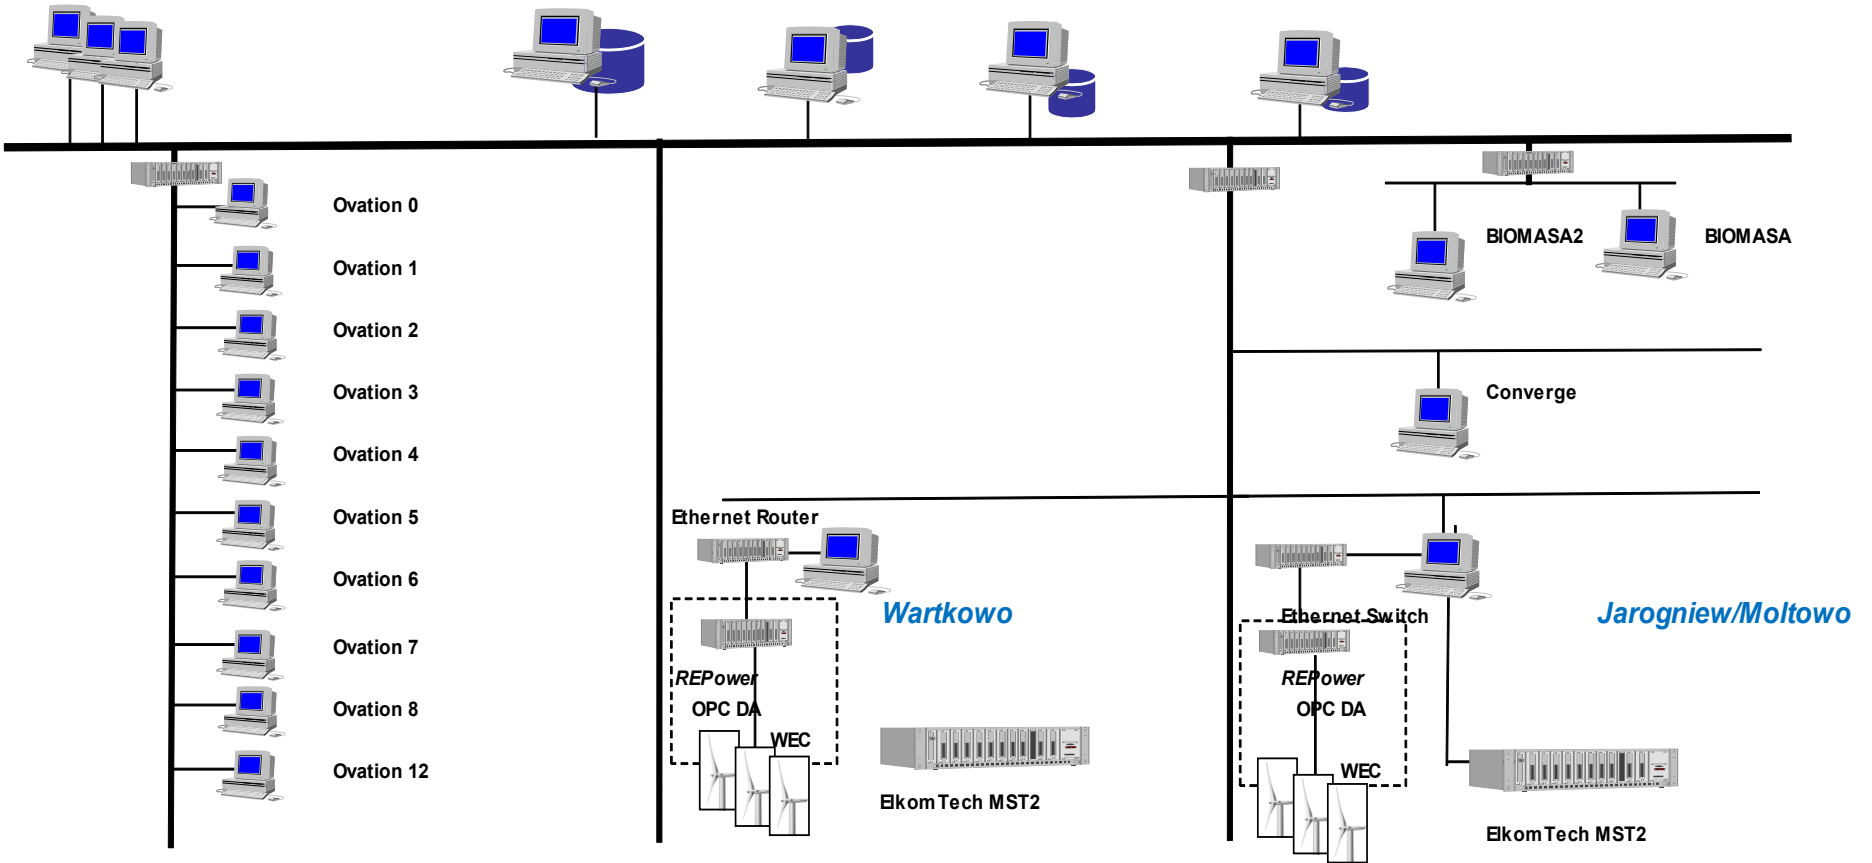 Ovation 0
Ovation 1
Ovation 2
Ovation 3
Ovation 4
Ovation 5
Ovation 6
Ovation 7
Ovation 8
Ovation 12
BIOMASA2
BIOMASA
Converge
Ethernet Router
Wartkowo
REPower
OPC DA
WEC
ElkomTech MST2
Ethernet Switch
Jarogniew/Moltowo
REPower
OPC DA
WEC
ElkomTech MST2